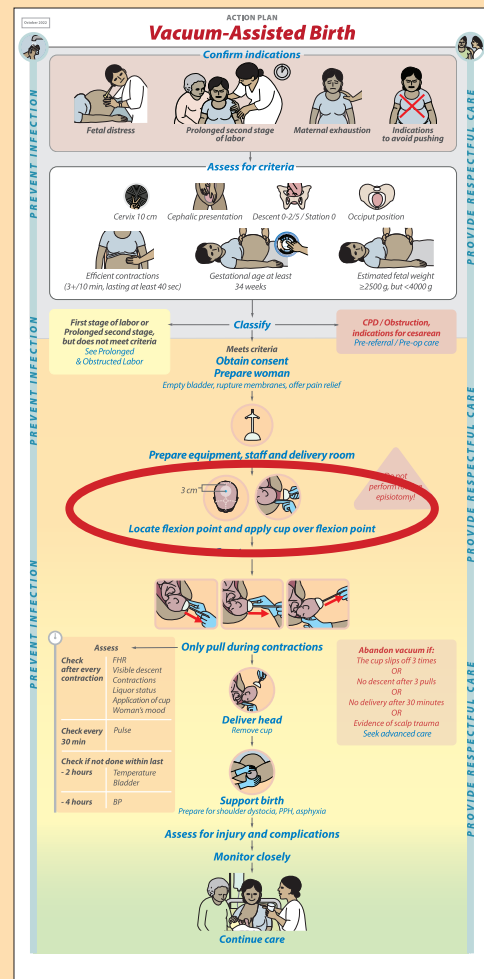 October 2022
ACTION PLAN
Vacuum-Assisted Birth
Confirm indications
Fetal distress
Prolonged second stage
of labor
Maternal exhaustion
Indications
to avoid pushing
Assess for criteria
Cervix 10 cm
Cephalic presentation
Descent 0-2/5 / Station 0
Occiput position
Efficient contractions
(3+/10 min, lasting at least 40 sec)
Gestational age at least
34 weeks
Estimated fetal weight
≥2500 g, but <4000 g
First stage of labor or
Prolonged second stage,
but does not meet criteria
See Prolonged
& Obstructed Labor
Classify
CPD / Obstruction,
indications for cesarean
Pre-referral / Pre-op care
Meets criteria
Obtain consent
Prepare woman
Empty bladder, rupture membranes, offer pain relief
Prepare equipment, staff and delivery room
3 cm
not
perform
episiotomy!
Locate flexion point and apply cup over flexion point
Only pull during contractions
Assess
Check
after every
contraction
FHR
Visible descent
Contractions
Liquor status
Application of cup
Woman's mood
Check every
30 min
Pulse
Check if not done within last
- 2 hours
Temperature
Bladder
- 4 hours
BP
Abandon vacuum if:
The cup slips off 3 times
OR
No descent after 3 pulls
OR
No delivery after 30 minutes
OR
Evidence of scalp trauma
Seek advanced care
Deliver head
Remove cup
Support birth
Prepare for shoulder dystocia, PPH, asphyxia
Assess for injury and complications
Monitor closely
Continue care
PREVENT INFECTION
PREVENT INFECTION
PREVENT INFECTION
PROVIDE RESPECTFUL CARE
PROVIDE RESPECTFUL CARE
PROVIDE RESPECTFUL CARE